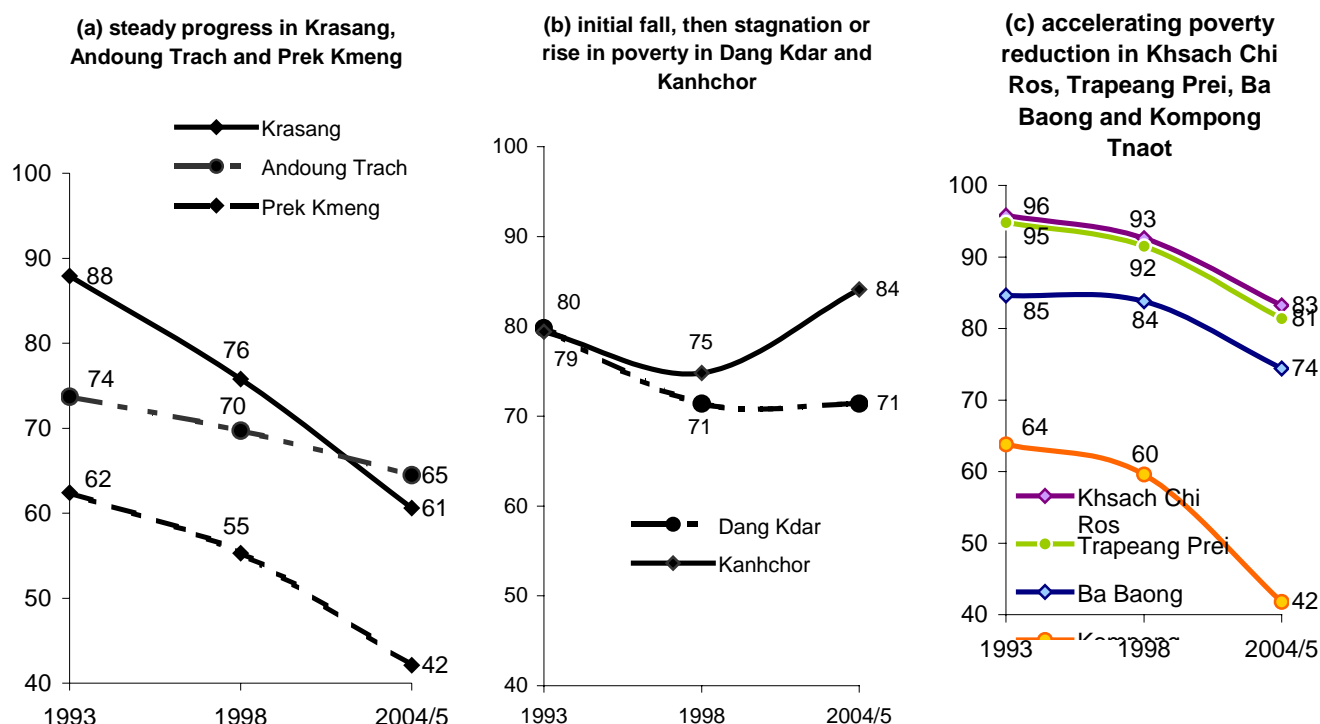 (a) steady progress in Krasang,
Andoung Trach and Prek Kmeng
Krasang
Andoung Trach
Prek Kmeng
100
90
80
70
60
50
40
88
76
74
70
65
62
61
55
42
1993
1998
2004/5
(b) initial fall, then stagnation or
rise in poverty in Dang Kdar and
Kanhchor
100
90
80
70
60
50
40
80
79
75
71
84
71
Dang Kdar
Kanhchor
1993
1998
2004/5
(c) accelerating poverty
reduction in Khsach Chi
Ros, Trapeang Prei, Ba
Baong and Kompong
Tnaot
100
90
80
70
60
50
40
96
95
93
92
83
81
85
84
74
64
60
42
Khsach Chi
Ros
Trapeang Prei
Ba Baong
Kompong
1993
1998
2004/5